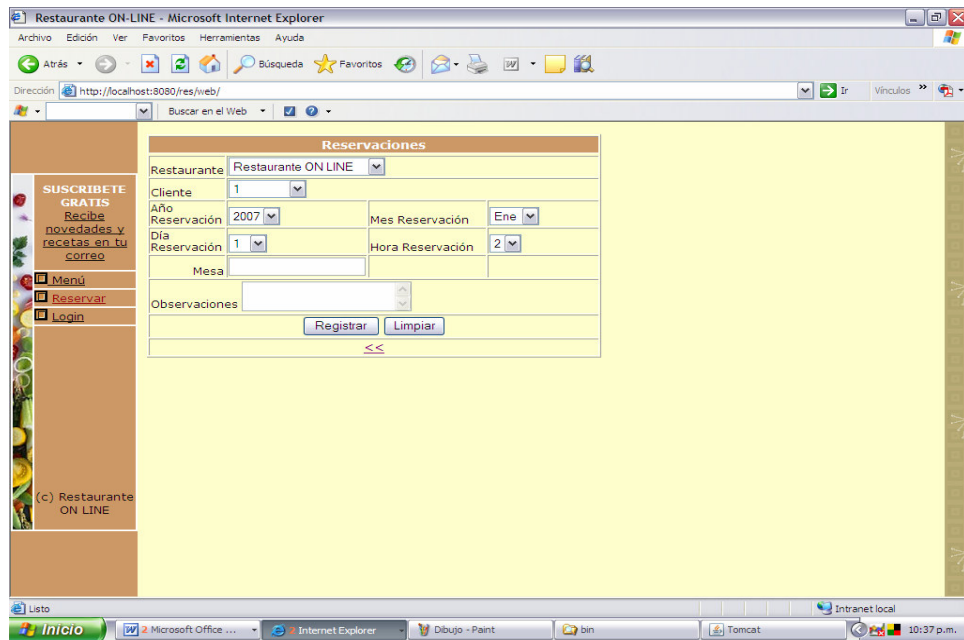 Restaurante ON-LINE - Microsoft Internet Explorer
Archivo Edición Ver Favoritos Herramientas Ayuda
Atrás Búsqueda Favoritos
Dirección http://localhost:8080/res/web/ Ir Vínculos »
Buscar en el Web
Reservaciones
Restaurante Restaurante ON LINE
Cliente 1
Año
Reservación 2007 Mes Reservación Ene
Día
Reservación 1 Hora Reservación 2
Mesa
Observaciones
Registrar Limpiar
<<
SUSCRIBETE
GRATIS
Recibe
novedades y
recetas en tu
correo
Menú
Reservar
Login
(c) Restaurante
ON LINE
Listo Intranet local
Inicio 2 Microsoft Office ... 2 Internet Explorer Dibujo - Paint bin Tomcat 10:37 p.m.